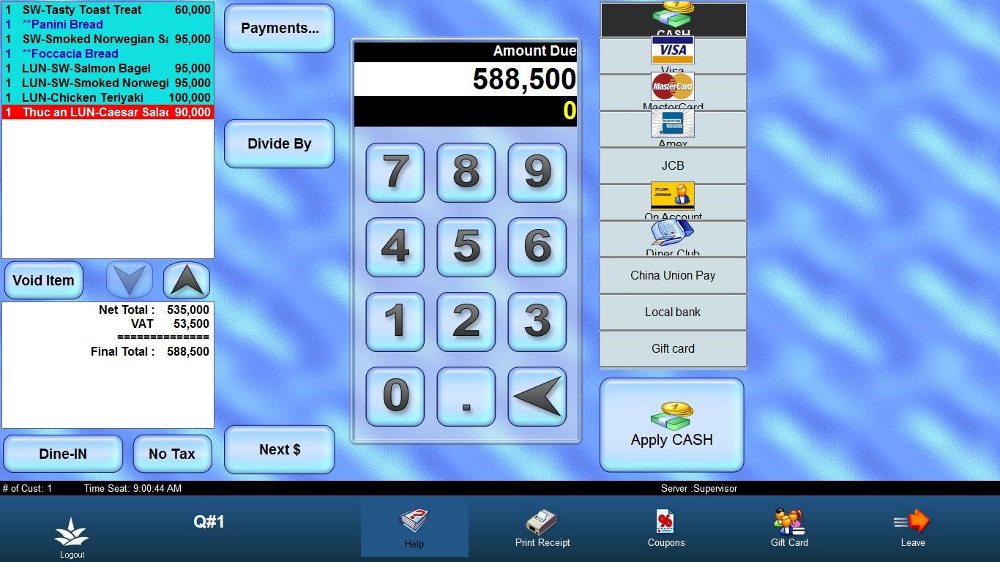 1 SW-Tasty Toast Treat 60,000
1 **Panini Bread
1 SW-Smoked Norwegian Sa 95,000
1 **Foccacia Bread
1 LUN-SW-Salmon Bagel 95,000
1 LUN-SW-Smoked Norwegi 95,000
1 LUN-Chicken Teriyaki 100,000
1 Thuc an LUN-Caesar Salad 90,000
Void Item
Net Total : 535,000
VAT 53,500
==============
Final Total : 588,500
Dine-IN
No Tax
Payments...
Divide By
Next $
Amount Due
588,500
0
7 8 9
4 5 6
1 2 3
0 .
CASH
VISA
Visa
MasterCard
MasterCard
AMERICAN EXPRESS
Amex
JCB
On Account
Diner Club
China Union Pay
Local bank
Gift card
Apply CASH
# of Cust: 1 Time Seat: 9:00:44 AM Server :Supervisor
Logout
Q#1
Help
Print Receipt
Coupons
Gift Card
Leave